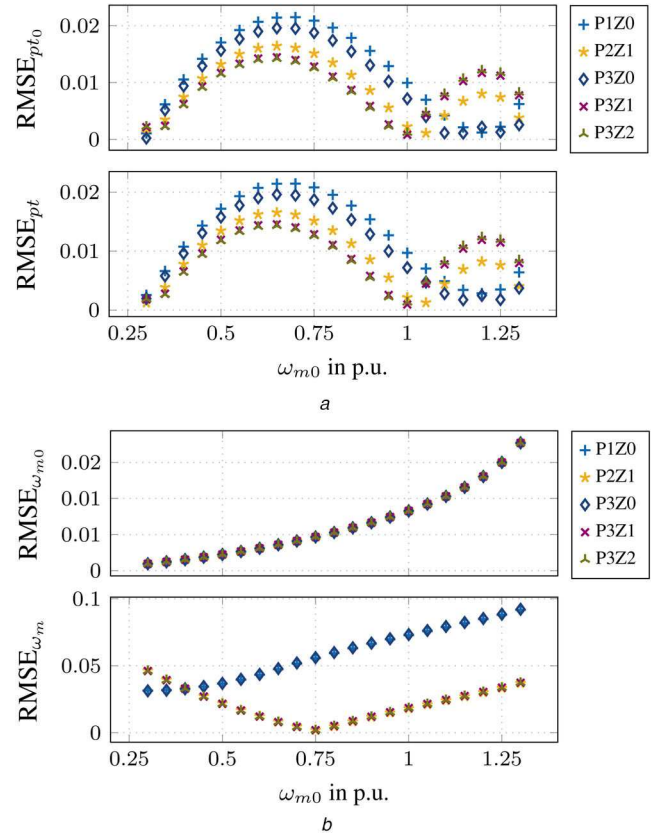 RMSE_{pt_0}
0.02
0.01
0
P1Z0
P2Z1
P3Z0
P3Z1
P3Z2
RMSE_{pt}
0.02
0.01
0
0.25 0.5 0.75 1 1.25
ω_{m0} in p.u.
a
RMSE_{ω_{m0}}
0.02
0.01
0.01
0
P1Z0
P2Z1
P3Z0
P3Z1
P3Z2
RMSE_{ω_m}
0.1
0.05
0
0.25 0.5 0.75 1 1.25
ω_{m0} in p.u.
b